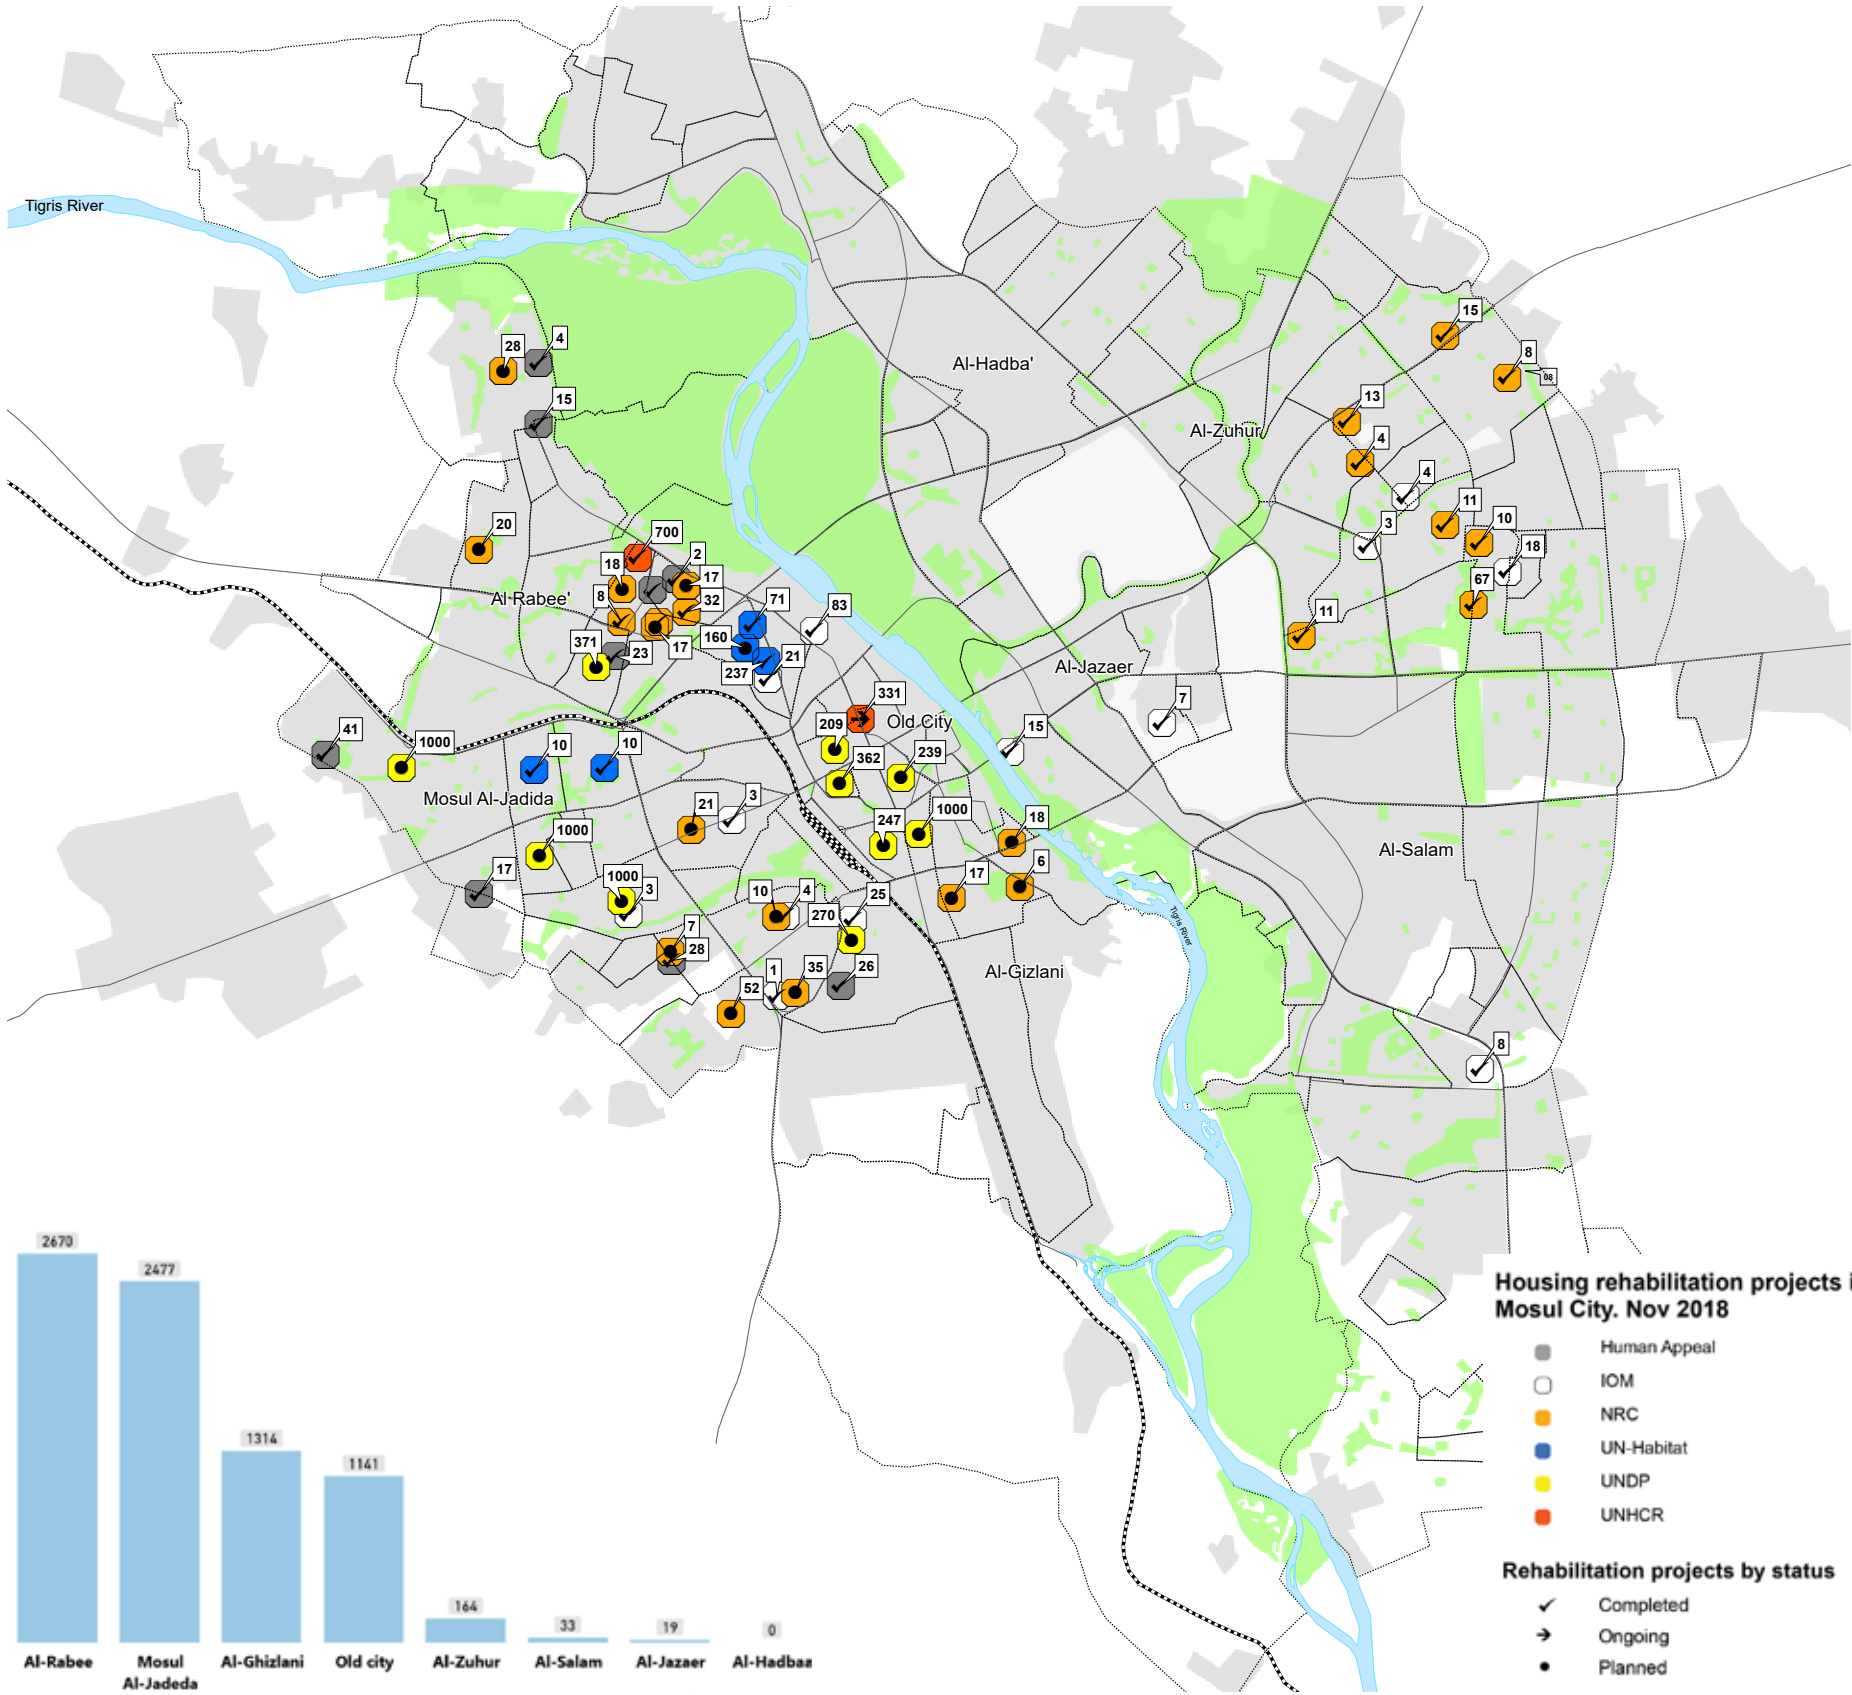 Tigris River
Al-Hadba'
Al-Zuhur
15
8
13
4
4
11
3
10
18
67
11
28
4
15
20
700
18
2
17
Al Rabee'
8
32
71
83
160
371
23
17
237
21
Al-Jazaer
7
331
Old City
209
15
41
1000
10
10
362
239
Mosul Al-Jadida
21
3
247
1000
18
1000
Al-Salam
17
1000
3
17
6
10
4
25
270
Tigris River
7
28
1
35
26
Al-Gizlani
52
8
2670
2477
1314
1141
164
33
19
0
Al-Rabee
Mosul
Al-Jadeda
Al-Ghizlani
Old city
Al-Zuhur
Al-Salam
Al-Jazaer
Al-Hadbaa
Housing rehabilitation projects i
Mosul City. Nov 2018
Human Appeal
IOM
NRC
UN-Habitat
UNDP
UNHCR
Rehabilitation projects by status
Completed
Ongoing
Planned